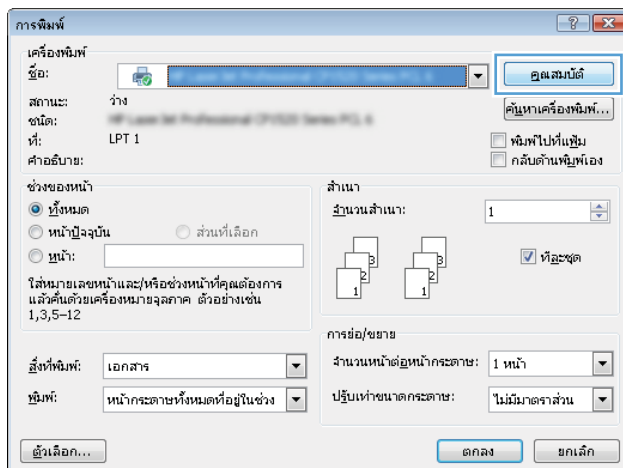 การพิมพ์
เครื่องพิมพ์
ชื่อ:
คุณสมบัติ
สถานะ: ว่าง
ค้นหาเครื่องพิมพ์...
ชนิด:
ที่: LPT 1
พิมพ์ไปที่แฟ้ม
คำอธิบาย:
กลับด้านพิมพ์เอง
ช่วงของหน้า
ทั้งหมด
หน้าปัจจุบัน ส่วนที่เลือก
หน้า:
ใส่หมายเลขหน้าและ/หรือช่วงหน้าที่คุณต้องการ
แล้วคั่นด้วยเครื่องหมายจุลภาค ตัวอย่างเช่น
1,3,5–12
สำเนา
จำนวนสำเนา: 1
3 3
2 2
1 1
ทีละชุด
สิ่งที่พิมพ์: เอกสาร
พิมพ์: หน้ากระดาษทั้งหมดที่อยู่ในช่วง
การย่อ/ขยาย
จำนวนหน้าต่อหน้ากระดาษ: 1 หน้า
ปรับเท่าขนาดกระดาษ: ไม่มีมาตราส่วน
ตัวเลือก...
ตกลง
ยกเลิก